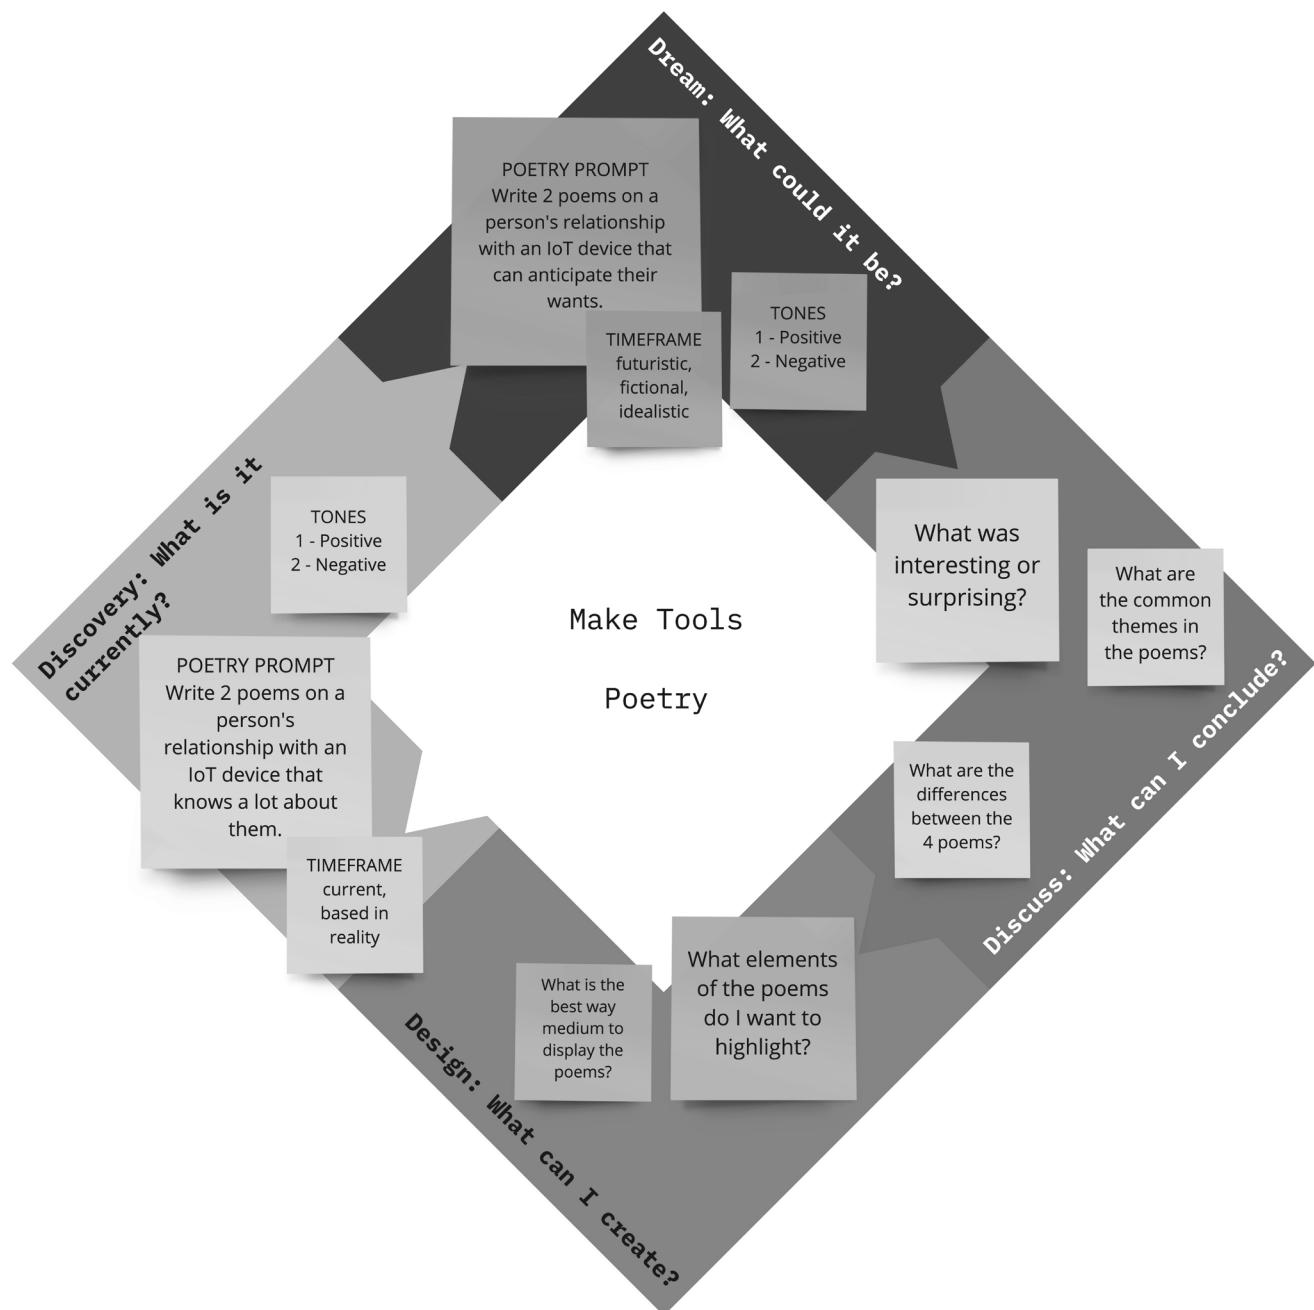 Dream: What could it be?
POETRY PROMPT
Write 2 poems on a
person's relationship
with an IoT device that
can anticipate their
wants.
TIMEFRAME
futuristic,
fictional,
idealistic
TONES
1 - Positive
2 - Negative
Discovery: What is it
currently?
TONES
1 - Positive
2 - Negative
POETRY PROMPT
Write 2 poems on a
person's
relationship with an
IoT device that
knows a lot about
them.
TIMEFRAME
current,
based in
reality
Make Tools
Poetry
What was
interesting or
surprising?
What are
the common
themes in
the poems?
What are the
differences
between the
4 poems?
Discuss: What can I conclude?
What elements
of the poems
do I want to
highlight?
What is the
best way
medium to
display the
poems?
Design: What can I create?